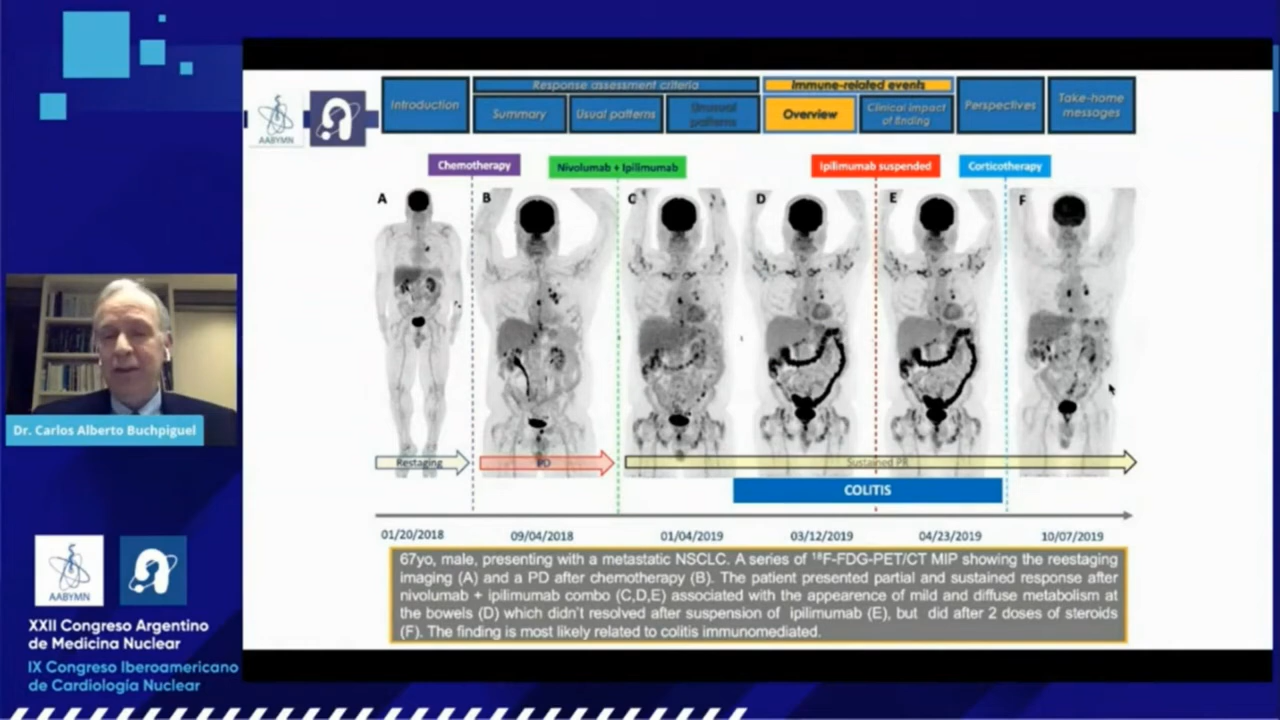 Introduction
Response assessment criteria
Summary
Usual patterns
Unusual
patterns
Immune-related events
Overview
Clinical impact
of finding
Perspectives
Take-home
messages
AABYMN
Chemotherapy
Nivolumab + Ipilimumab
Ipilimumab suspended
Corticotherapy
A
B
C
D
E
F
Restaging
PD
Sustained PR
COLITIS
01/20/2018
09/04/2018
01/04/2019
03/12/2019
04/23/2019
10/07/2019
67yo, male, presenting with a metastatic NSCLC. A series of ¹⁸F-FDG-PET/CT MIP showing the reestaging
imaging (A) and a PD after chemotherapy (B). The patient presented partial and sustained response after
nivolumab + ipilimumab combo (C,D,E) associated with the appearence of mild and diffuse metabolism at
the bowels (D) which didn't resolved after suspension of ipilimumab (E), but did after 2 doses of steroids
(F). The finding is most likely related to colitis immunomediated.
Dr. Carlos Alberto Buchpiguel
AABYMN
XXII Congreso Argentino
de Medicina Nuclear
IX Congreso Iberoamericano
de Cardiología Nuclear